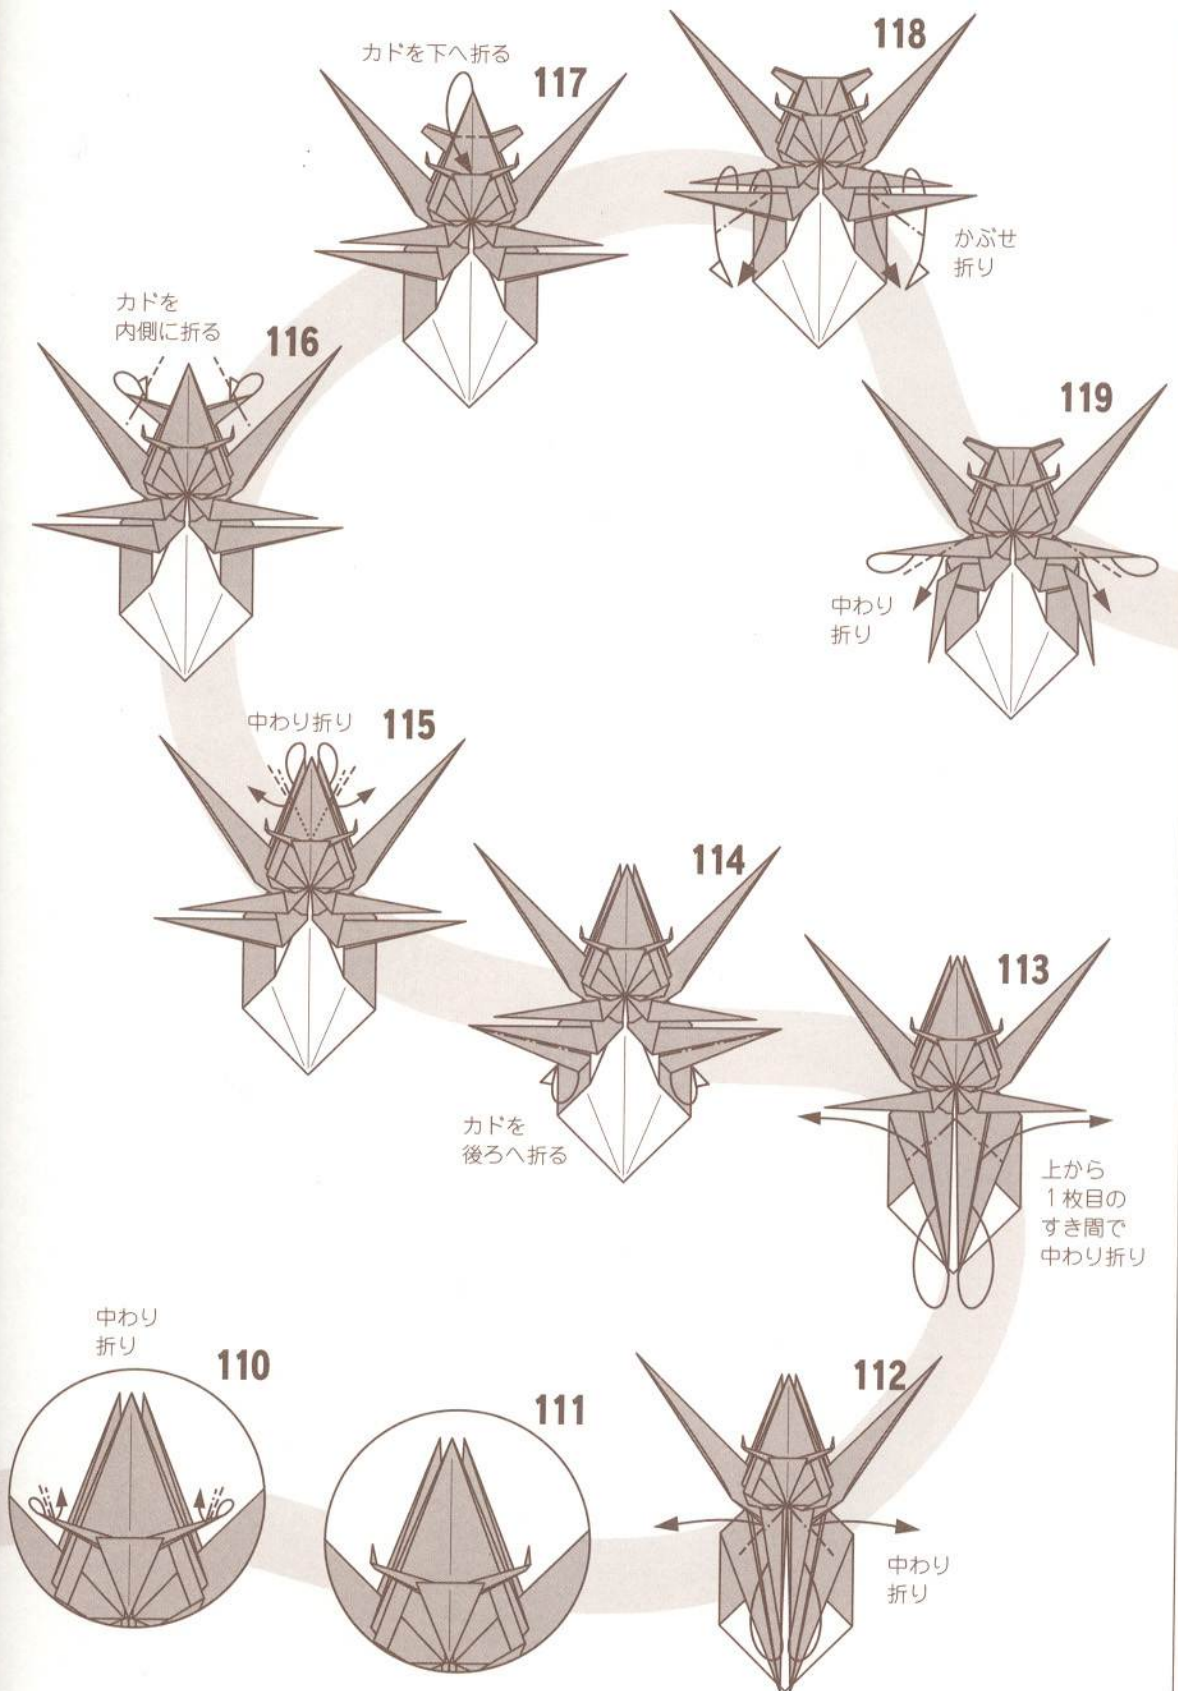 110
中わり
折り
111
112
中わり
折り
113
上から
1枚目の
すき間で
中わり折り
114
カドを
後ろへ折る
115
中わり折り
116
カドを
内側に折る
117
カドを下へ折る
118
かぶせ
折り
119
中わり
折り